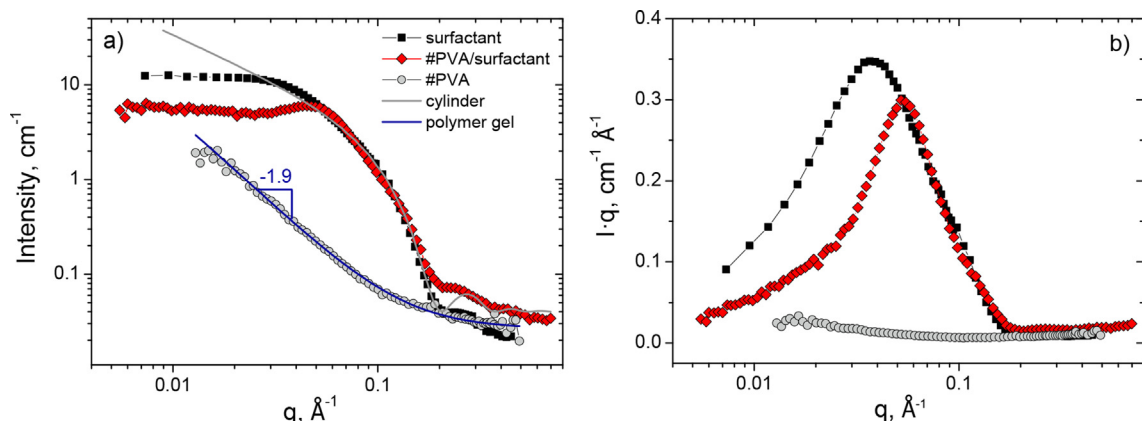 a)
surfactant
#PVA/surfactant
#PVA
cylinder
polymer gel
-1.9
10
1
0.1
Intensity, cm-1
0.01
0.1
q, Å-1
b)
0.4
0.3
0.2
0.1
0.0
I·q, cm-1 Å-1
0.01
0.1
q, Å-1